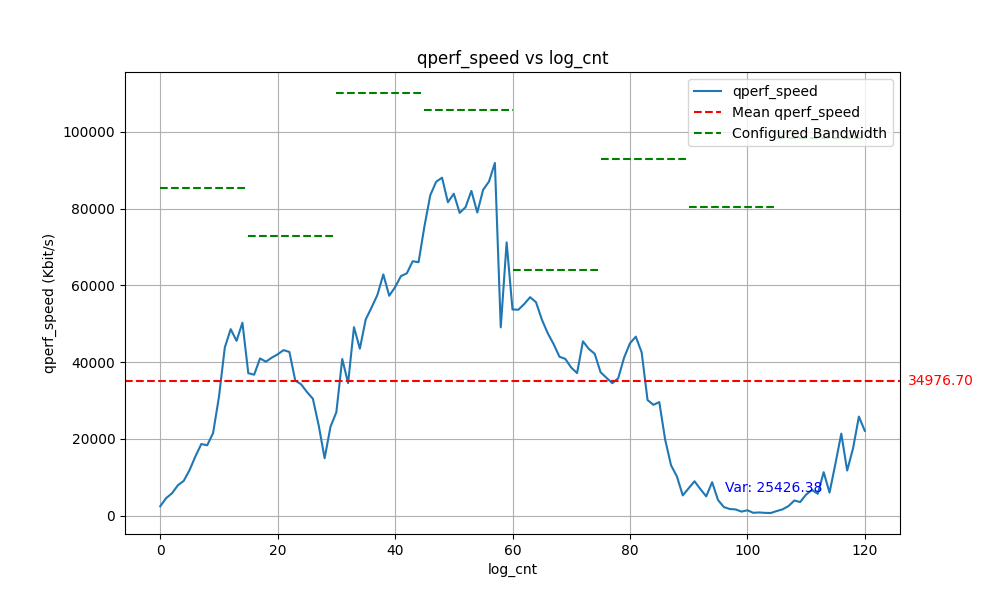 qperf_speed vs log_cnt
qperf_speed
Mean qperf_speed
Configured Bandwidth
qperf_speed (Kbit/s)
100000
80000
60000
40000
20000
0
34976.70
Var: 25426.38
0 20 40 60 80 100 120
log_cnt